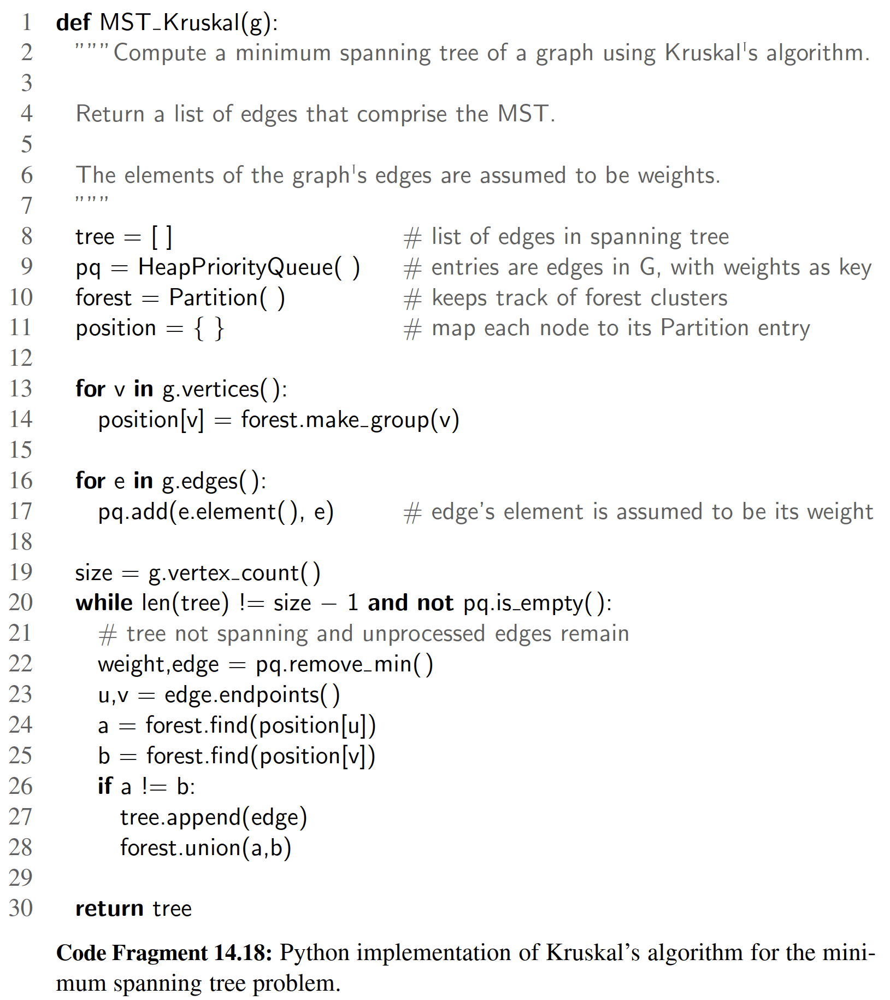 1 def MST_Kruskal(g):
2 """Compute a minimum spanning tree of a graph using Kruskal's algorithm.
3
4 Return a list of edges that comprise the MST.
5
6 The elements of the graph's edges are assumed to be weights.
7 """
8 tree = [ ] # list of edges in spanning tree
9 pq = HeapPriorityQueue( ) # entries are edges in G, with weights as key
10 forest = Partition( ) # keeps track of forest clusters
11 position = { } # map each node to its Partition entry
12
13 for v in g.vertices():
14 position[v] = forest.make_group(v)
15
16 for e in g.edges():
17 pq.add(e.element(), e) # edge's element is assumed to be its weight
18
19 size = g.vertex_count()
20 while len(tree) != size − 1 and not pq.is_empty():
21 # tree not spanning and unprocessed edges remain
22 weight,edge = pq.remove_min()
23 u,v = edge.endpoints()
24 a = forest.find(position[u])
25 b = forest.find(position[v])
26 if a != b:
27 tree.append(edge)
28 forest.union(a,b)
29
30 return tree
Code Fragment 14.18: Python implementation of Kruskal's algorithm for the mini-
mum spanning tree problem.